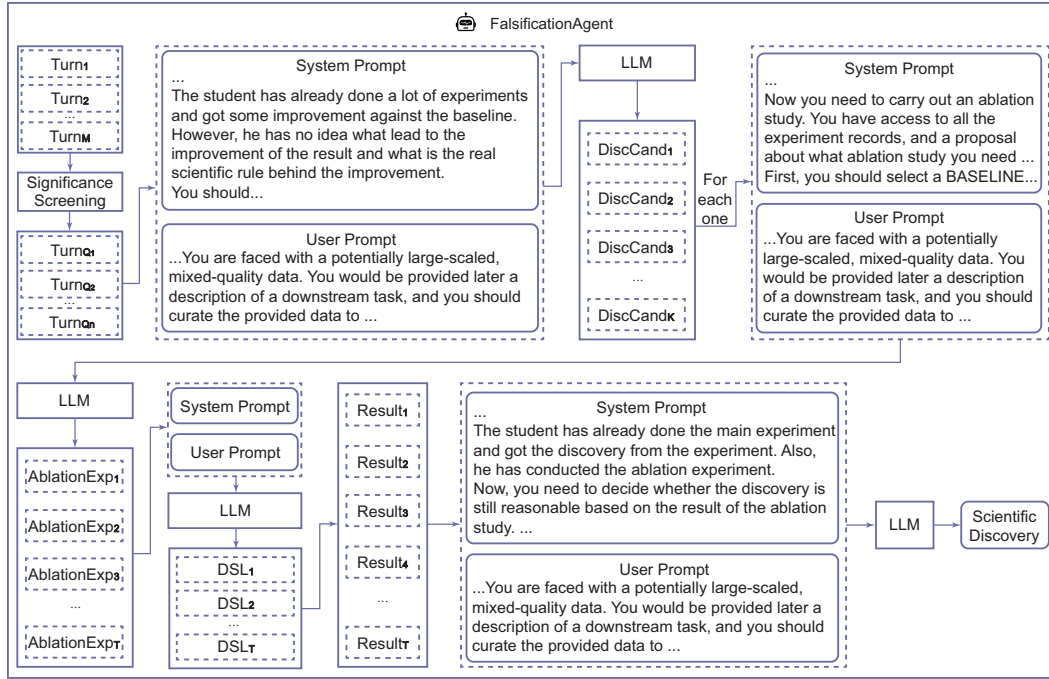 FalsificationAgent
Turn1
Turn2
...
TurnM
Significance
Screening
TurnQ1
TurnQ2
...
TurnQn
System Prompt
...
The student has already done a lot of experiments
and got some improvement against the baseline.
However, he has no idea what lead to the
improvement of the result and what is the real
scientific rule behind the improvement.
You should...
User Prompt
...You are faced with a potentially large-scaled,
mixed-quality data. You would be provided later a
description of a downstream task, and you should
curate the provided data to ...
LLM
DiscCand1
DiscCand2
DiscCand3
...
DiscCandK
For
each
one
System Prompt
...
Now you need to carry out an ablation
study. You have access to all the
experiment records, and a proposal
about what ablation study you need ...
First, you should select a BASELINE...
User Prompt
...You are faced with a potentially
large-scaled, mixed-quality data. You
would be provided later a description
of a downstream task, and you should
curate the provided data to ...
LLM
AblationExp1
AblationExp2
AblationExp3
...
AblationExpT
System Prompt
User Prompt
LLM
DSL1
DSL2
...
DSLT
Result1
Result2
Result3
Result4
...
ResultT
System Prompt
...
The student has already done the main experiment
and got the discovery from the experiment. Also,
he has conducted the ablation experiment.
Now, you need to decide whether the discovery is
still reasonable based on the result of the ablation
study. ...
User Prompt
...You are faced with a potentially large-scaled,
mixed-quality data. You would be provided later a
description of a downstream task, and you should
curate the provided data to ...
LLM
Scientific
Discovery